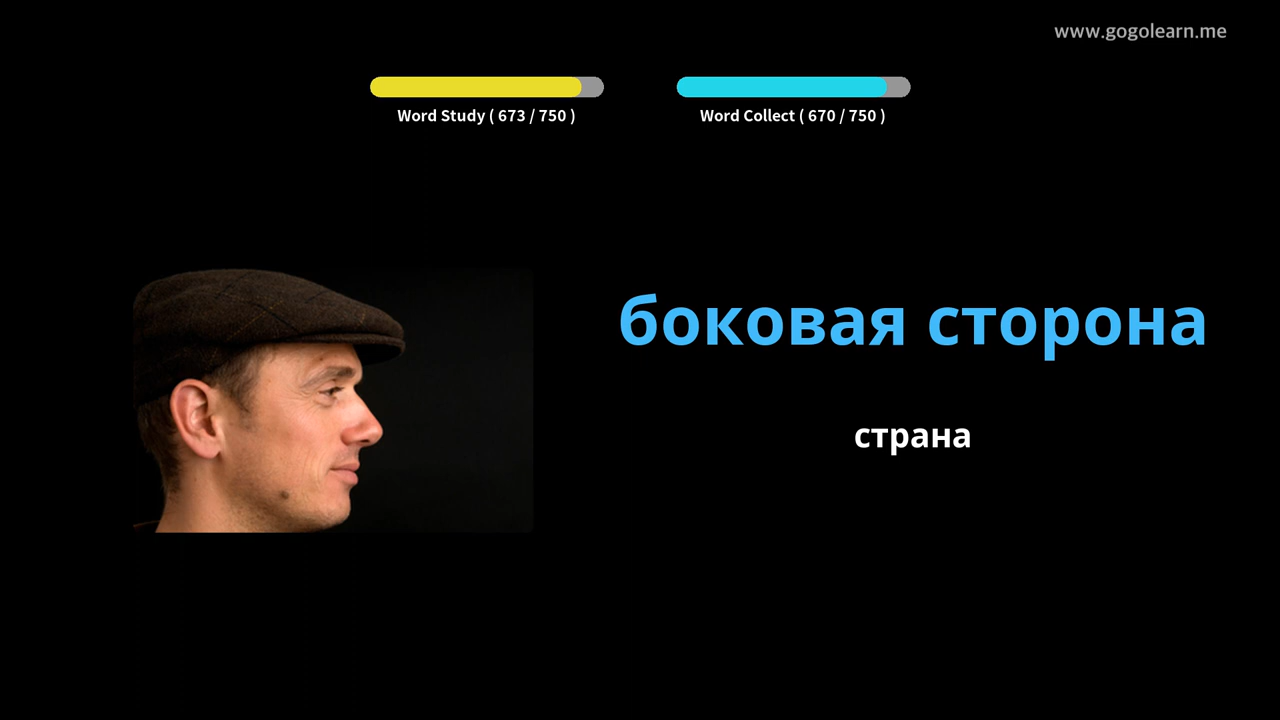 www.gogolearn.me
Word Study ( 673 / 750 )
Word Collect ( 670 / 750 )
боковая сторона
страна